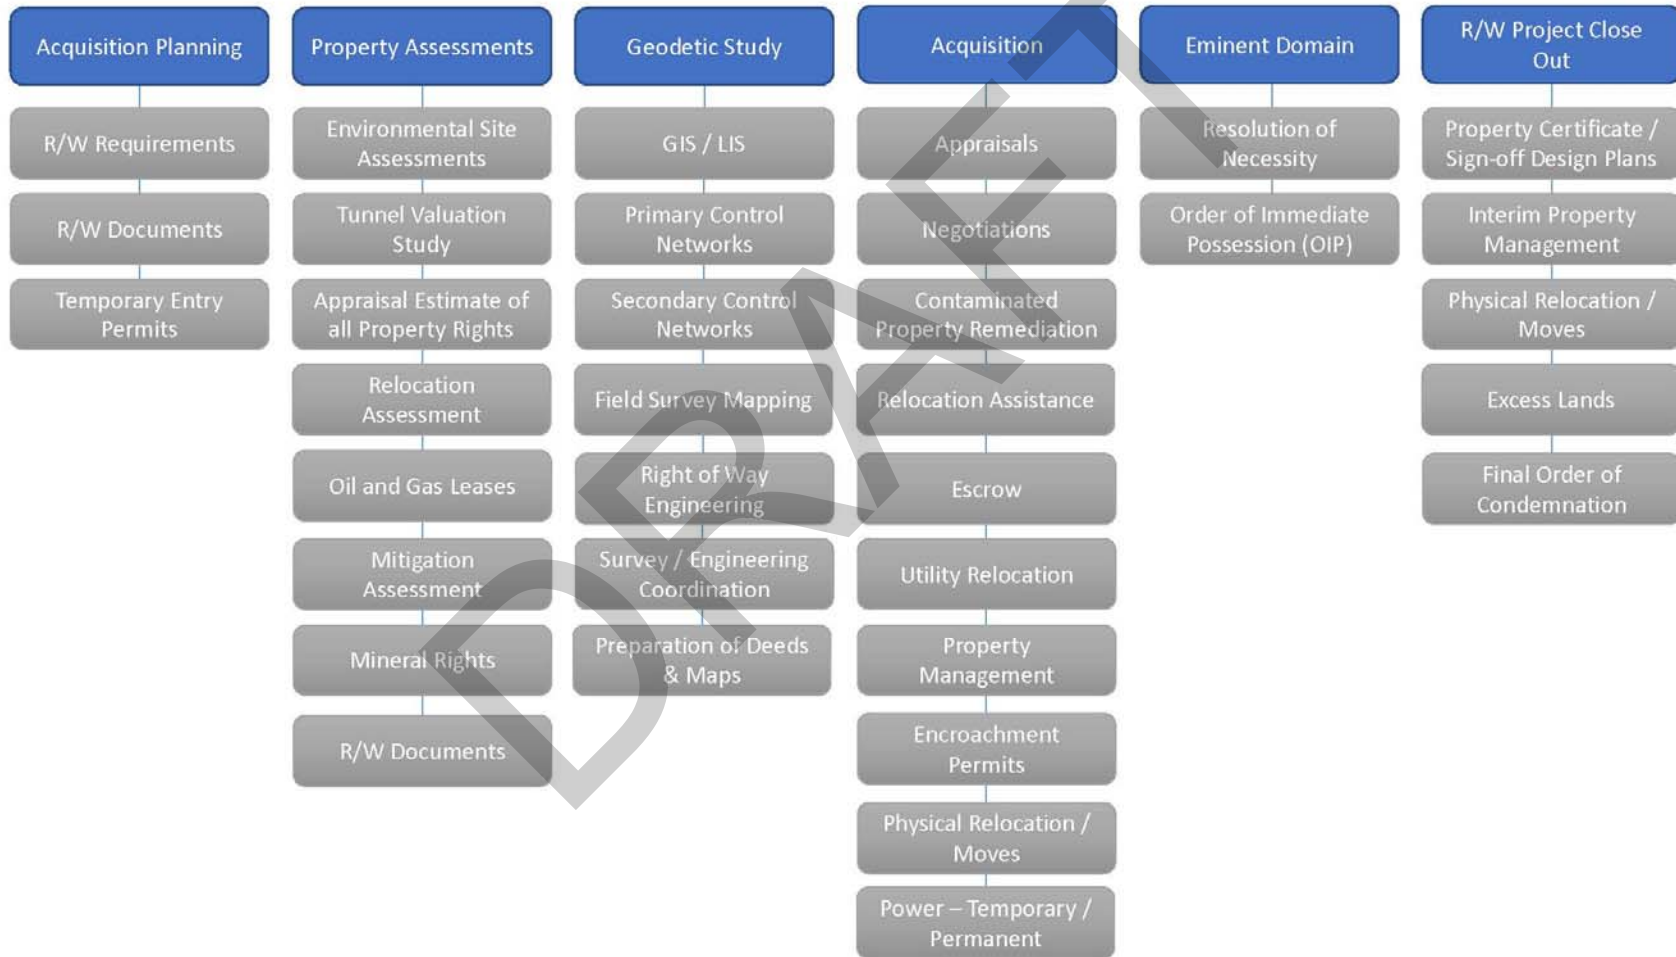 Acquisition Planning
R/W Requirements
R/W Documents
Temporary Entry
Permits
Property Assessments
Environmental Site
Assessments
Tunnel Valuation
Study
Appraisal Estimate of
all Property Rights
Relocation
Assessment
Oil and Gas Leases
Mitigation
Assessment
Mineral Rights
R/W Documents
Geodetic Study
GIS / LIS
Primary Control
Networks
Secondary Control
Networks
Field Survey Mapping
Right of Way
Engineering
Survey / Engineering
Coordination
Preparation of Deeds
& Maps
Acquisition
Appraisals
Negotiations
Contaminated
Property Remediation
Relocation Assistance
Escrow
Utility Relocation
Property
Management
Encroachment
Permits
Physical Relocation /
Moves
Power – Temporary /
Permanent
Eminent Domain
Resolution of
Necessity
Order of Immediate
Possession (OIP)
R/W Project Close
Out
Property Certificate /
Sign-off Design Plans
Interim Property
Management
Physical Relocation /
Moves
Excess Lands
Final Order of
Condemnation
DRAFT